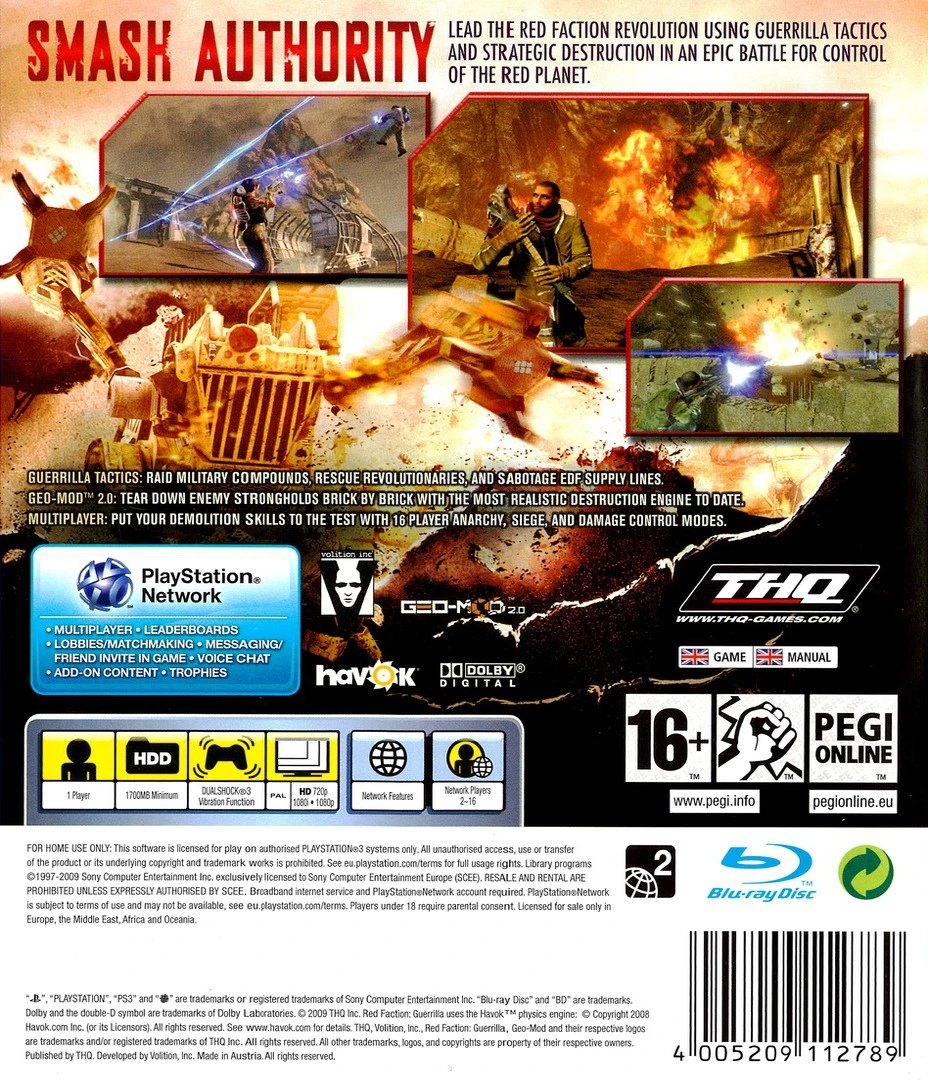 SMASH AUTHORITY
LEAD THE RED FACTION REVOLUTION USING GUERRILLA TACTICS
AND STRATEGIC DESTRUCTION IN AN EPIC BATTLE FOR CONTROL
OF THE RED PLANET.
GUERRILLA TACTICS: RAID MILITARY COMPOUNDS, RESCUE REVOLUTIONARIES, AND SABOTAGE EDF SUPPLY LINES.
GEO-MOD™ 2.0: TEAR DOWN ENEMY STRONGHOLDS BRICK BY BRICK WITH THE MOST REALISTIC DESTRUCTION ENGINE TO DATE.
MULTIPLAYER: PUT YOUR DEMOLITION SKILLS TO THE TEST WITH 16 PLAYER ANARCHY, SIEGE, AND DAMAGE CONTROL MODES.
PlayStation®
Network
• MULTIPLAYER • LEADERBOARDS
• LOBBIES/MATCHMAKING • MESSAGING/
FRIEND INVITE IN GAME • VOICE CHAT
• ADD-ON CONTENT • TROPHIES
volition inc
GEO-MOD™ 2.0
havok™
DOLBY®
DIGITAL
THQ®
WWW.THQ-GAMES.COM
GAME
MANUAL
16+™
™
PEGI
ONLINE
™
www.pegi.info
pegionline.eu
1 Player
HDD
1700MB Minimum
DUALSHOCK®3
Vibration Function
PAL
HD 720p
1080i • 1080p
Network Features
Network Players
2-16
FOR HOME USE ONLY: This software is licensed for play on authorised PLAYSTATION®3 systems only. All unauthorised access, use or transfer
of the product or its underlying copyright and trademark works is prohibited. See eu.playstation.com/terms for full usage rights. Library programs
©1997-2009 Sony Computer Entertainment Inc. exclusively licensed to Sony Computer Entertainment Europe (SCEE). RESALE AND RENTAL ARE
PROHIBITED UNLESS EXPRESSLY AUTHORISED BY SCEE. Broadband internet service and PlayStation®Network account required. PlayStation®Network
is subject to terms of use and may not be available, see eu.playstation.com/terms. Players under 18 require parental consent. Licensed for sale only in
Europe, the Middle East, Africa and Oceania.
2
Blu-ray Disc™
"PS", "PLAYSTATION", "PS3" and "" are trademarks or registered trademarks of Sony Computer Entertainment Inc. "Blu-ray Disc" and "BD" are trademarks.
Dolby and the double-D symbol are trademarks of Dolby Laboratories. © 2009 THQ Inc. Red Faction: Guerrilla uses the Havok™ physics engine: © Copyright 2008
Havok.com Inc. (or its Licensors). All rights reserved. See www.havok.com for details. THQ, Volition, Inc., Red Faction: Guerrilla, Geo-Mod and their respective logos
are trademarks and/or registered trademarks of THQ Inc. All rights reserved. All other trademarks, logos, and copyrights are property of their respective owners.
Published by THQ. Developed by Volition, Inc. Made in Austria. All rights reserved.
4 005209 112789